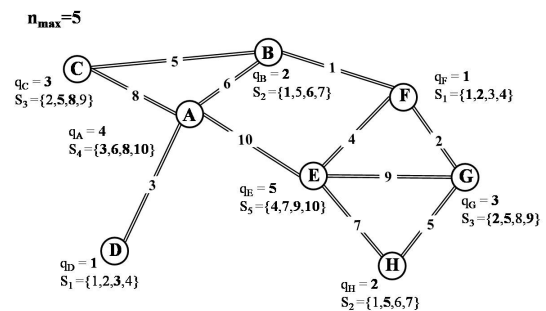 n_max=5
B
C
5
1
q_C = 3
S_3 = {2,5,8,9}
6
q_B = 2
S_2 = {1,5,6,7}
F
q_F = 1
S_1 = {1,2,3,4}
8
A
q_A = 4
S_4 = {3,6,8,10}
10
4
2
3
E
9
G
q_E = 5
S_5 = {4,7,9,10}
q_G = 3
S_3 = {2,5,8,9}
7
5
D
q_D = 1
S_1 = {1,2,3,4}
H
q_H = 2
S_2 = {1,5,6,7}